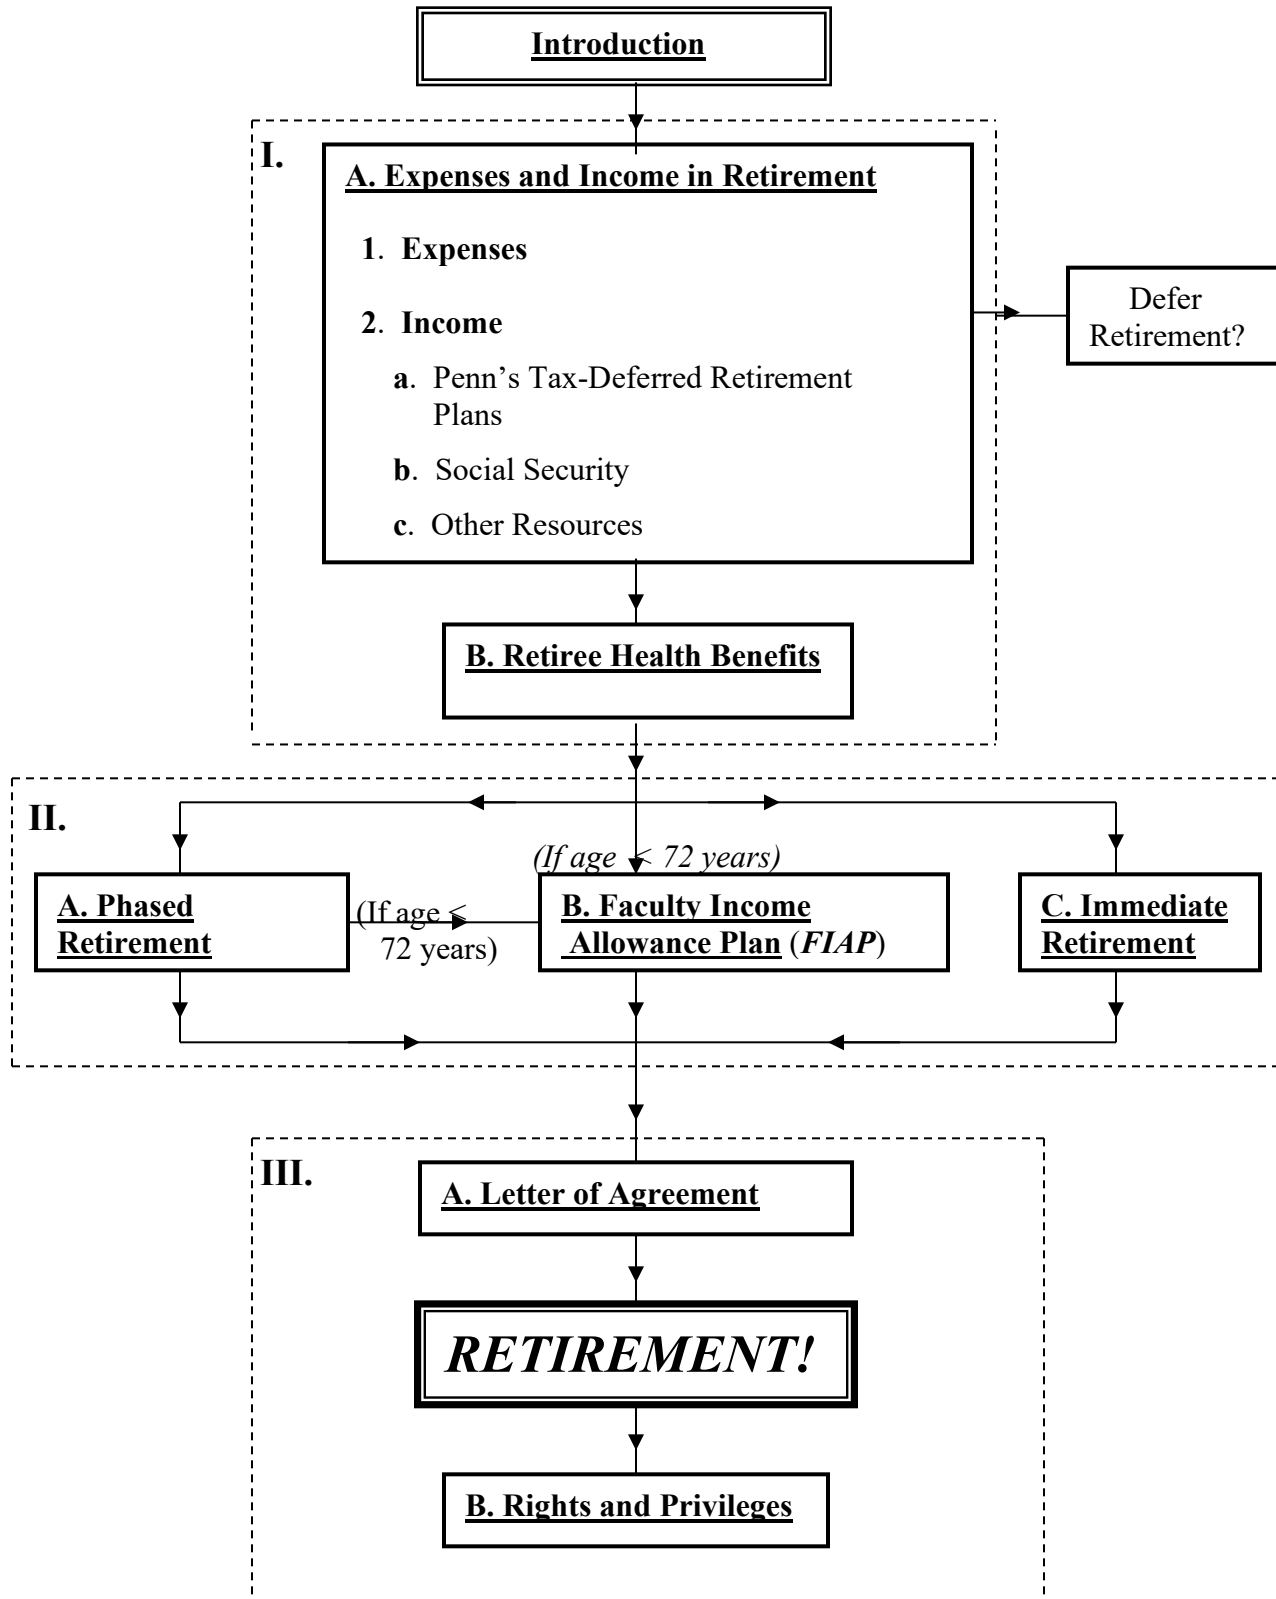 Introduction
I.
A. Expenses and Income in Retirement
1. Expenses
2. Income
a. Penn’s Tax-Deferred Retirement
Plans
b. Social Security
c. Other Resources
Defer
Retirement?
B. Retiree Health Benefits
II.
(If age < 72 years)
A. Phased
Retirement
(If age <
72 years)
B. Faculty Income
Allowance Plan (FIAP)
C. Immediate
Retirement
III.
A. Letter of Agreement
RETIREMENT!
B. Rights and Privileges